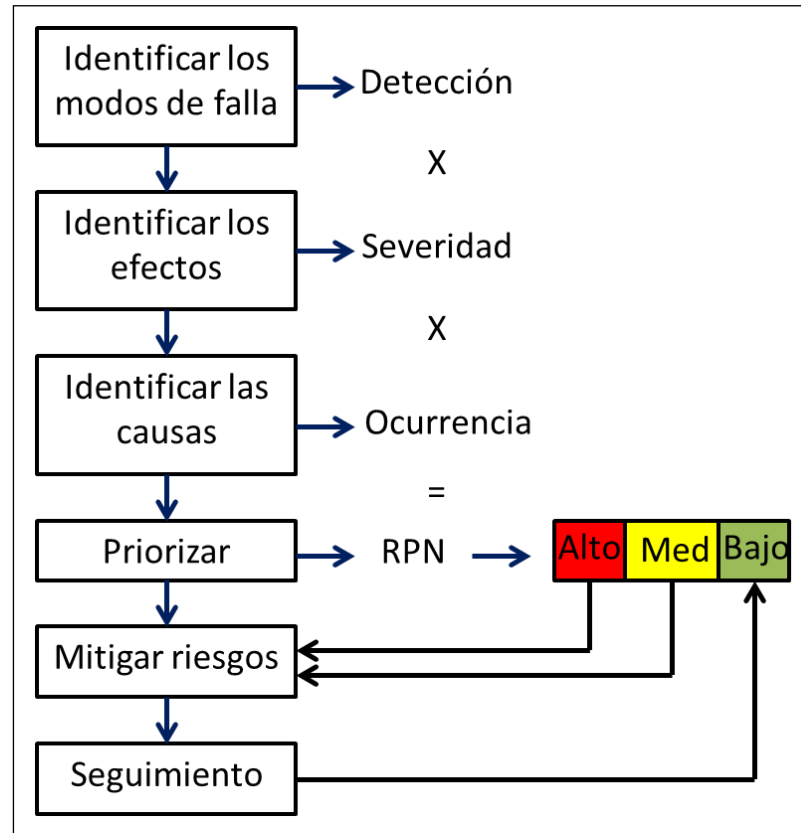 Identificar los
modos de falla
Detección
X
Identificar los
efectos
Severidad
X
Identificar las
causas
Ocurrencia
=
Priorizar
RPN
Alto
Med
Bajo
Mitigar riesgos
Seguimiento